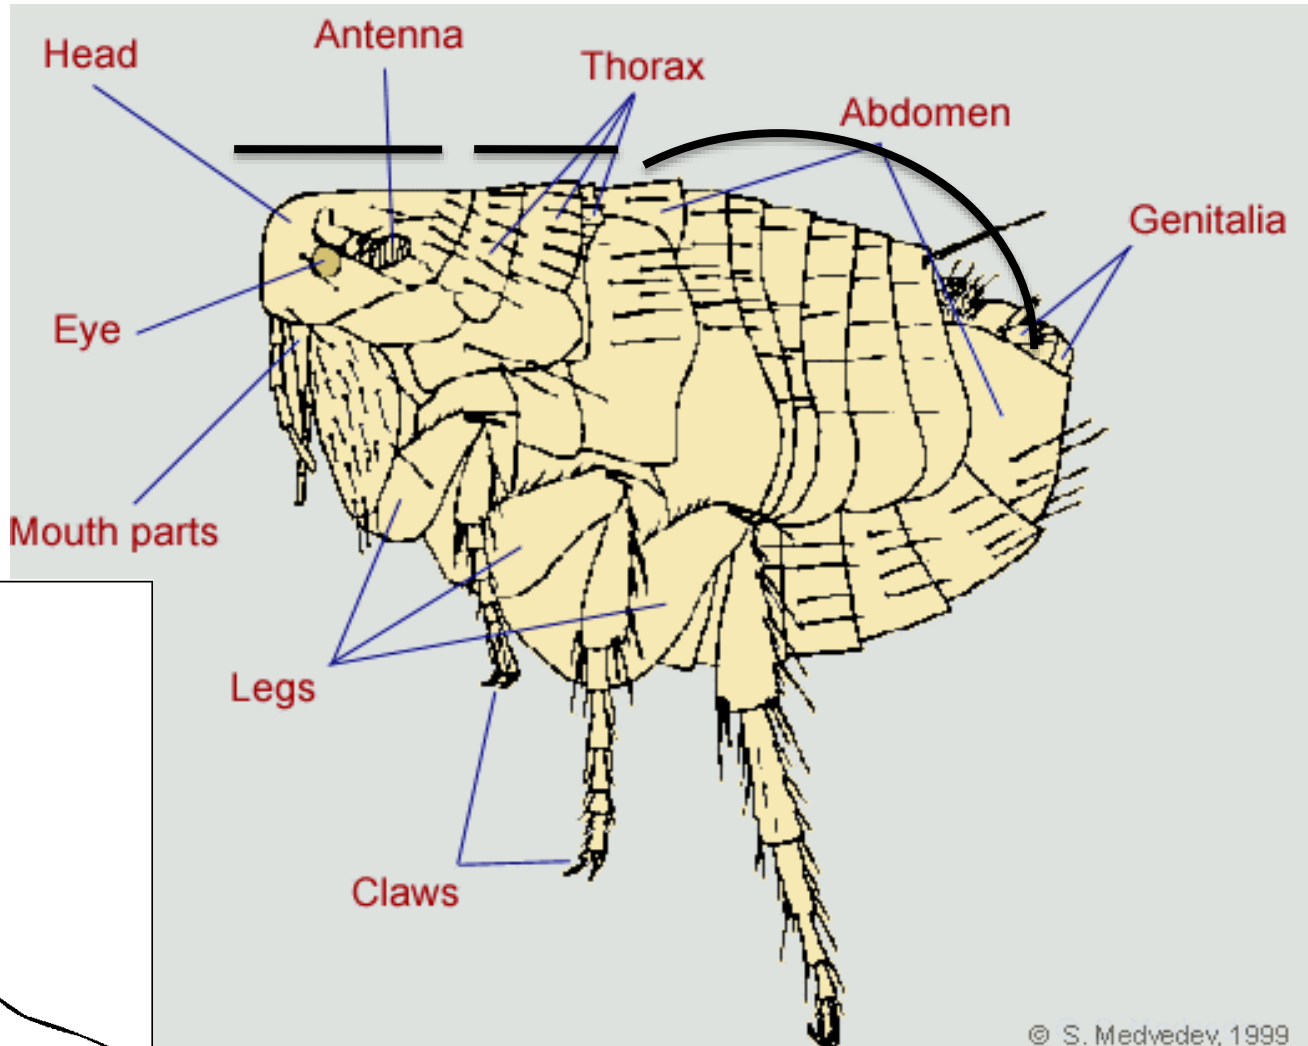 Antenna
Head
Thorax
Abdomen
Genitalia
Eye
Mouth parts
Legs
Claws
© S. Medvedev, 1999